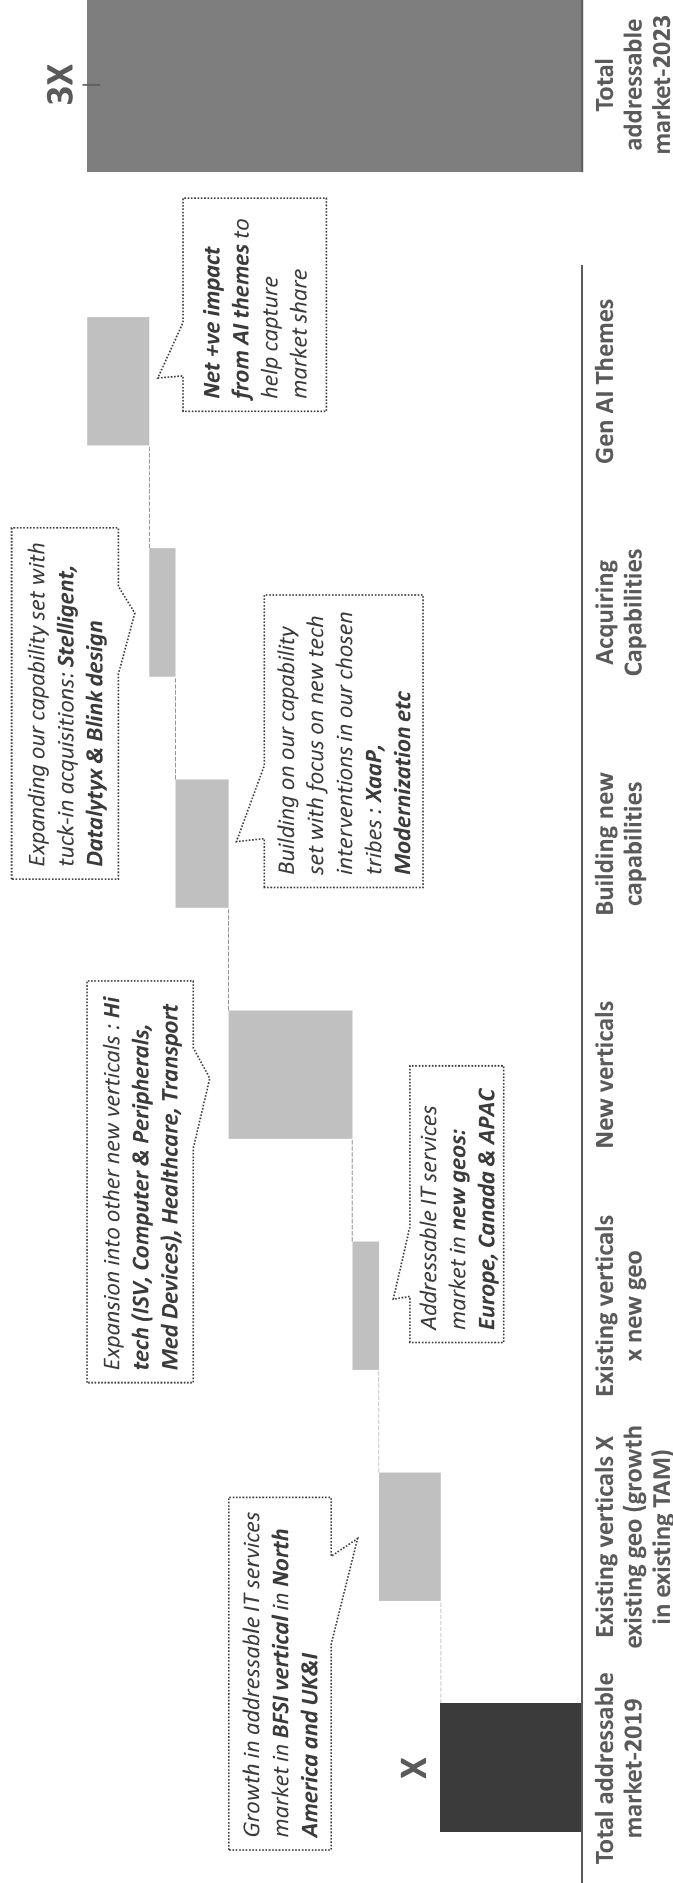 Growth in addressable IT services
market in BFSI vertical in North
America and UK&I
X
Total addressable
market-2019
Existing verticals X
existing geo (growth
in existing TAM)
Addressable IT services
market in new geos:
Europe, Canada & APAC
Existing verticals
x new geo
Expansion into other new verticals : Hi
tech (ISV, Computer & Peripherals,
Med Devices), Healthcare, Transport
New verticals
Building on our capability
set with focus on new tech
interventions in our chosen
tribes : XaaP,
Modernization etc
Building new
capabilities
Expanding our capability set with
tuck-in acquisitions: Stelligent,
Datalytyx & Blink design
Acquiring
Capabilities
Net +ve impact
from AI themes to
help capture
market share
Gen AI Themes
3X
Total
addressable
market-2023